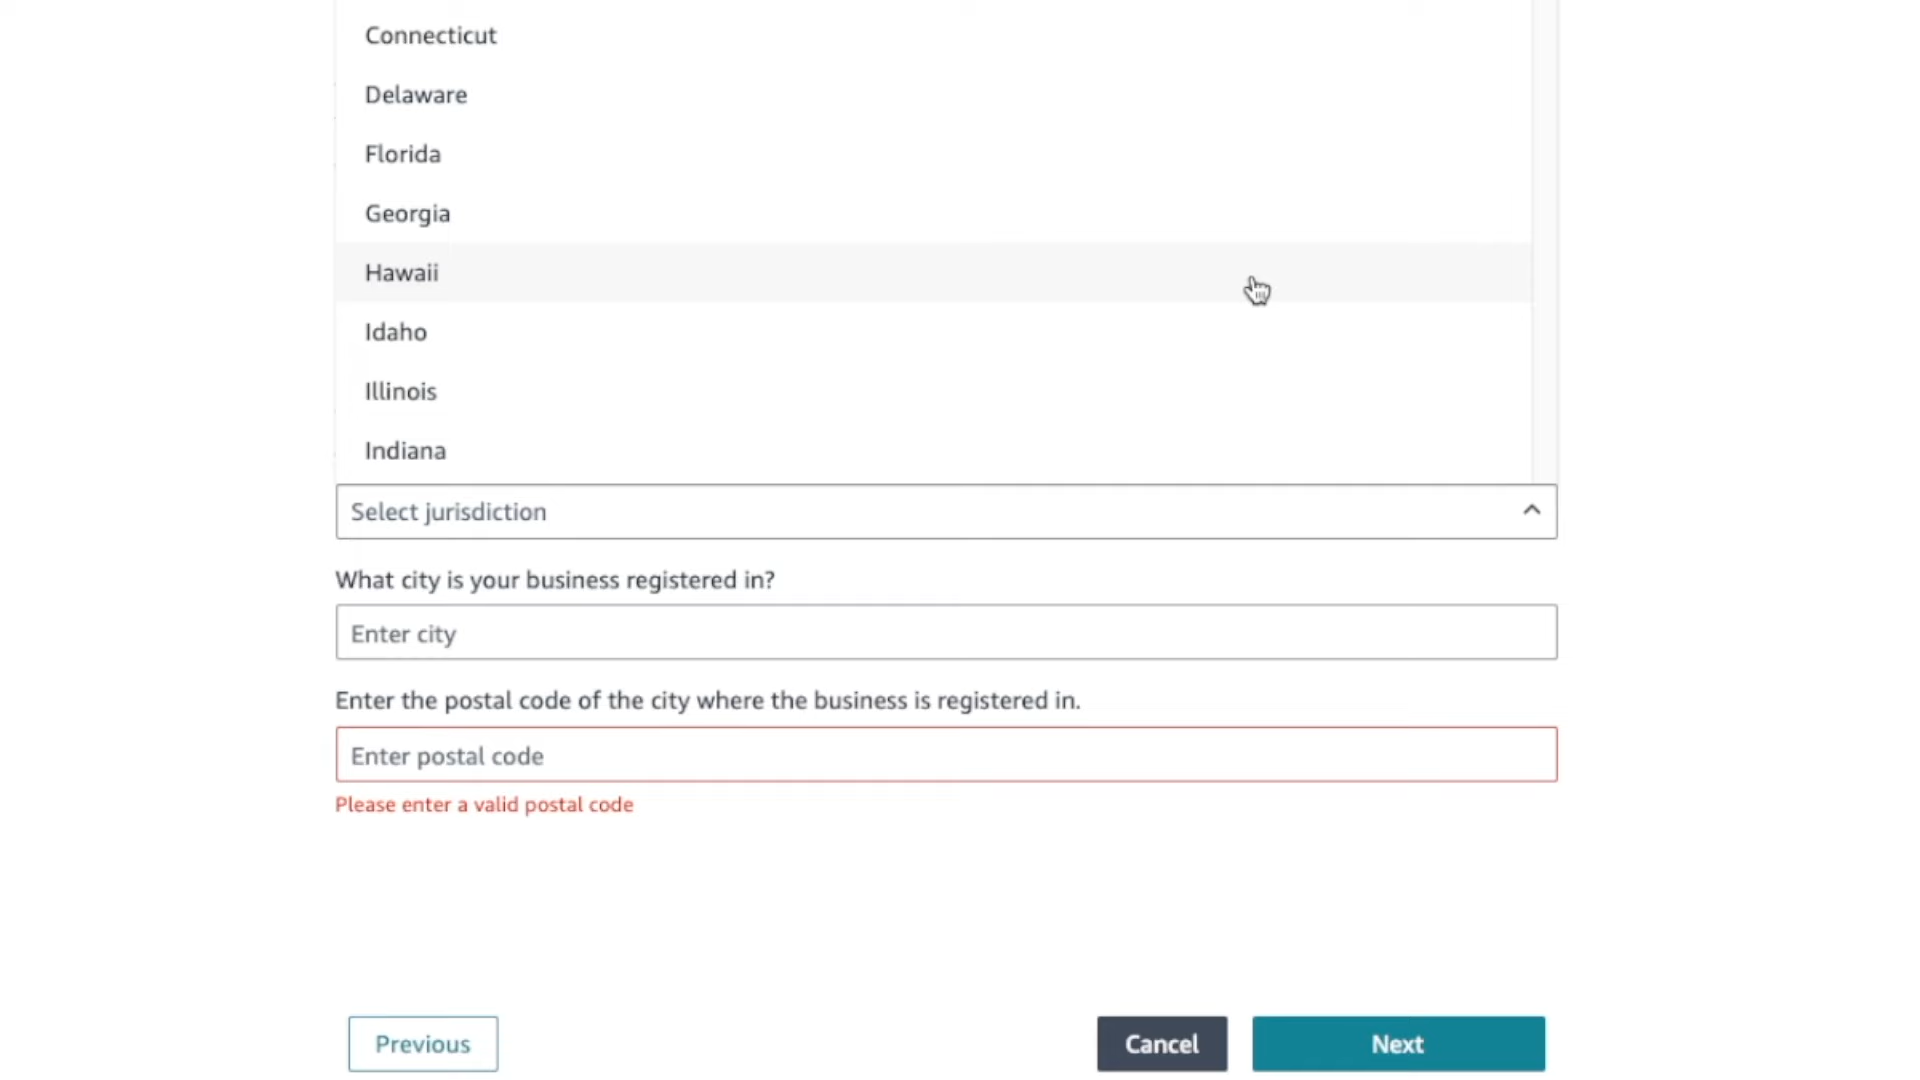 Connecticut
Delaware
Florida
Georgia
Hawaii
Idaho
Illinois
Indiana
Select jurisdiction
What city is your business registered in?
Enter city
Enter the postal code of the city where the business is registered in.
Enter postal code
Please enter a valid postal code
Previous
Cancel
Next